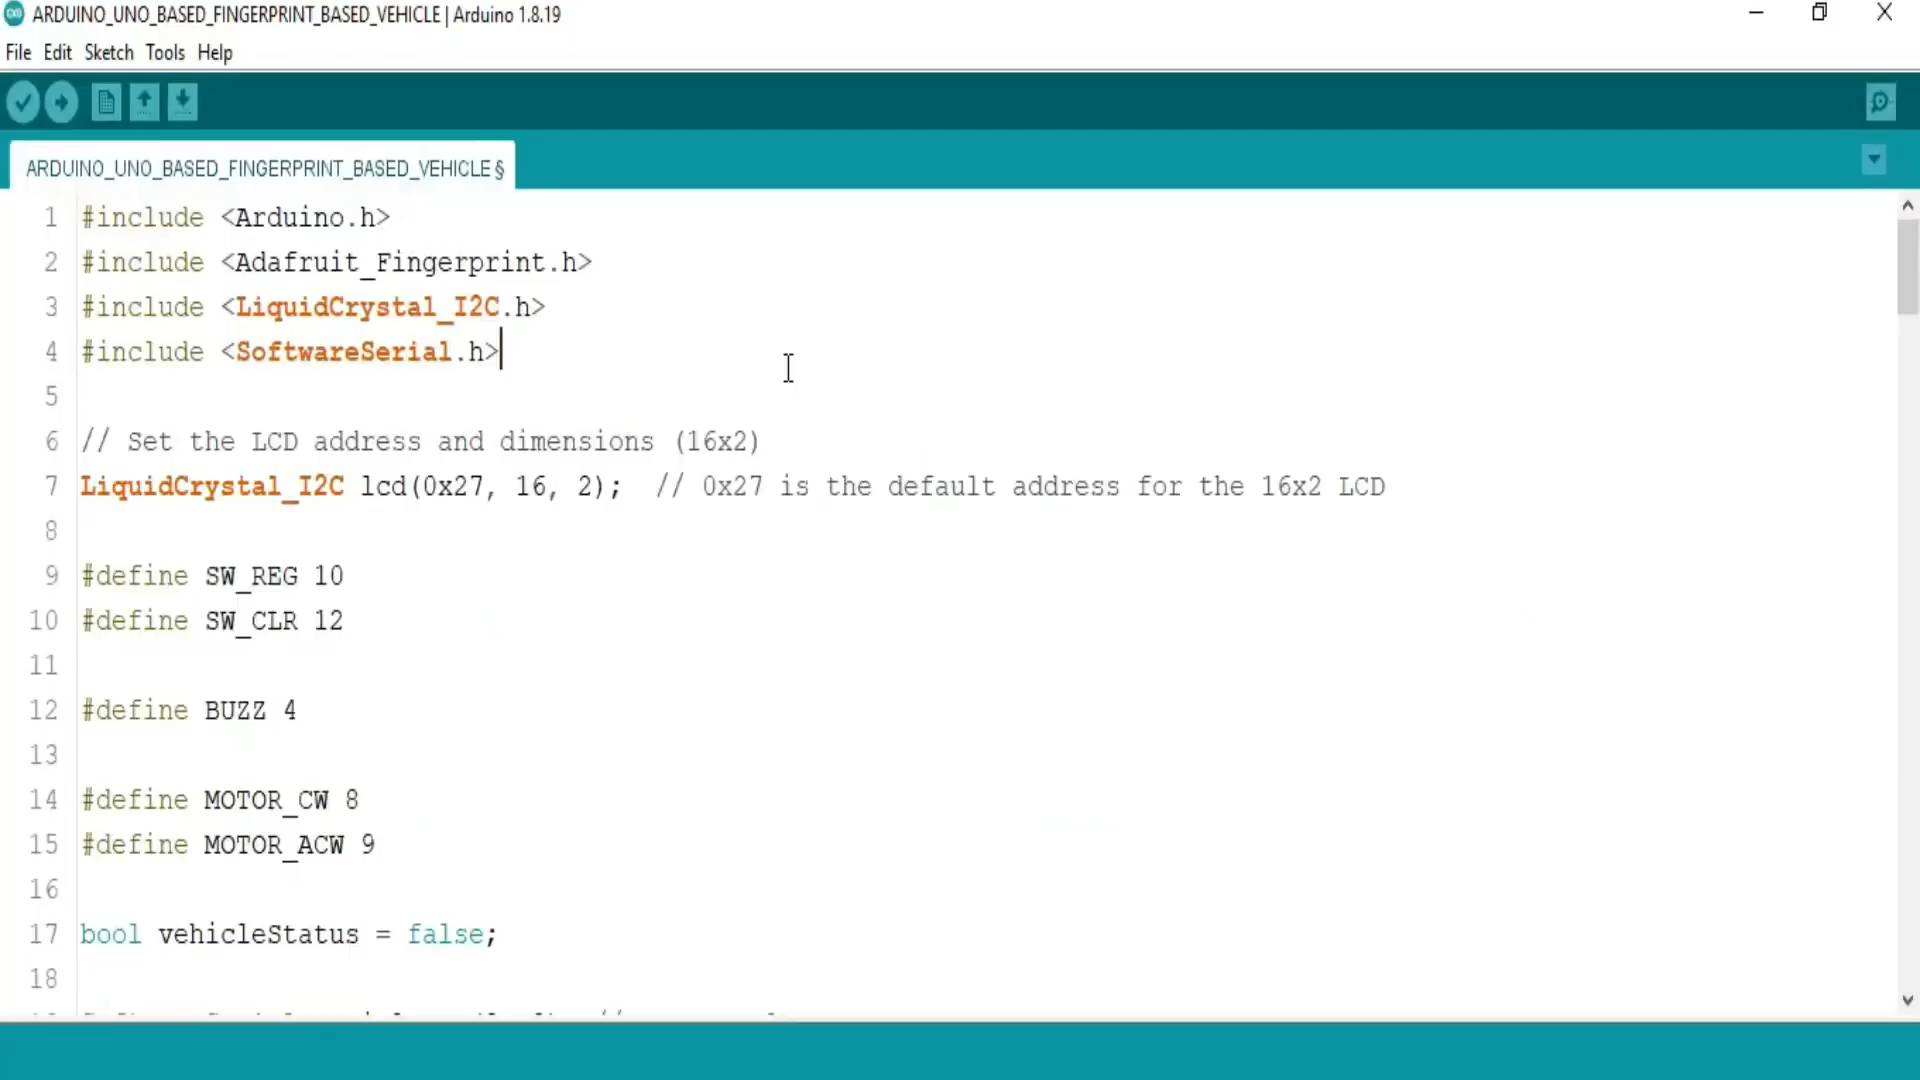 ARDUINO_UNO_BASED_FINGERPRINT_BASED_VEHICLE | Arduino 1.8.19
File Edit Sketch Tools Help
ARDUINO_UNO_BASED_FINGERPRINT_BASED_VEHICLE §
1 #include <Arduino.h>
2 #include <Adafruit_Fingerprint.h>
3 #include <LiquidCrystal_I2C.h>
4 #include <SoftwareSerial.h>
5
6 // Set the LCD address and dimensions (16x2)
7 LiquidCrystal_I2C lcd(0x27, 16, 2);  // 0x27 is the default address for the 16x2 LCD
8
9 #define SW_REG 10
10 #define SW_CLR 12
11
12 #define BUZZ 4
13
14 #define MOTOR_CW 8
15 #define MOTOR_ACW 9
16
17 bool vehicleStatus = false;
18